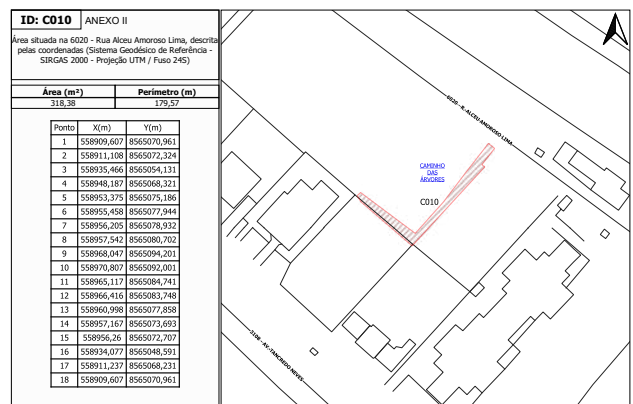 ID: C010 ANEXO II
Área situada na 6020 - Rua Alceu Amoroso Lima, descrita
pelas coordenadas (Sistema Geodésico de Referência -
SIRGAS 2000 - Projeção UTM / Fuso 24S)
Área (m²) Perímetro (m)
318,38 179,57
Ponto X(m) Y(m)
1 558909,607 8565070,961
2 558911,108 8565072,324
3 558935,466 8565054,131
4 558948,187 8565068,321
5 558953,375 8565075,186
6 558955,458 8565077,944
7 558956,205 8565078,932
8 558957,542 8565080,702
9 558968,047 8565094,201
10 558970,807 8565092,001
11 558965,117 8565084,741
12 558966,416 8565083,748
13 558960,998 8565077,858
14 558957,167 8565073,693
15 558956,26 8565072,707
16 558934,077 8565048,591
17 558911,237 8565068,231
18 558909,607 8565070,961
6020 - R. ALCEU AMOROSO LIMA
CAMINHO
DAS
ÁRVORES
C010
3108 - AV. TANCREDO NEVES